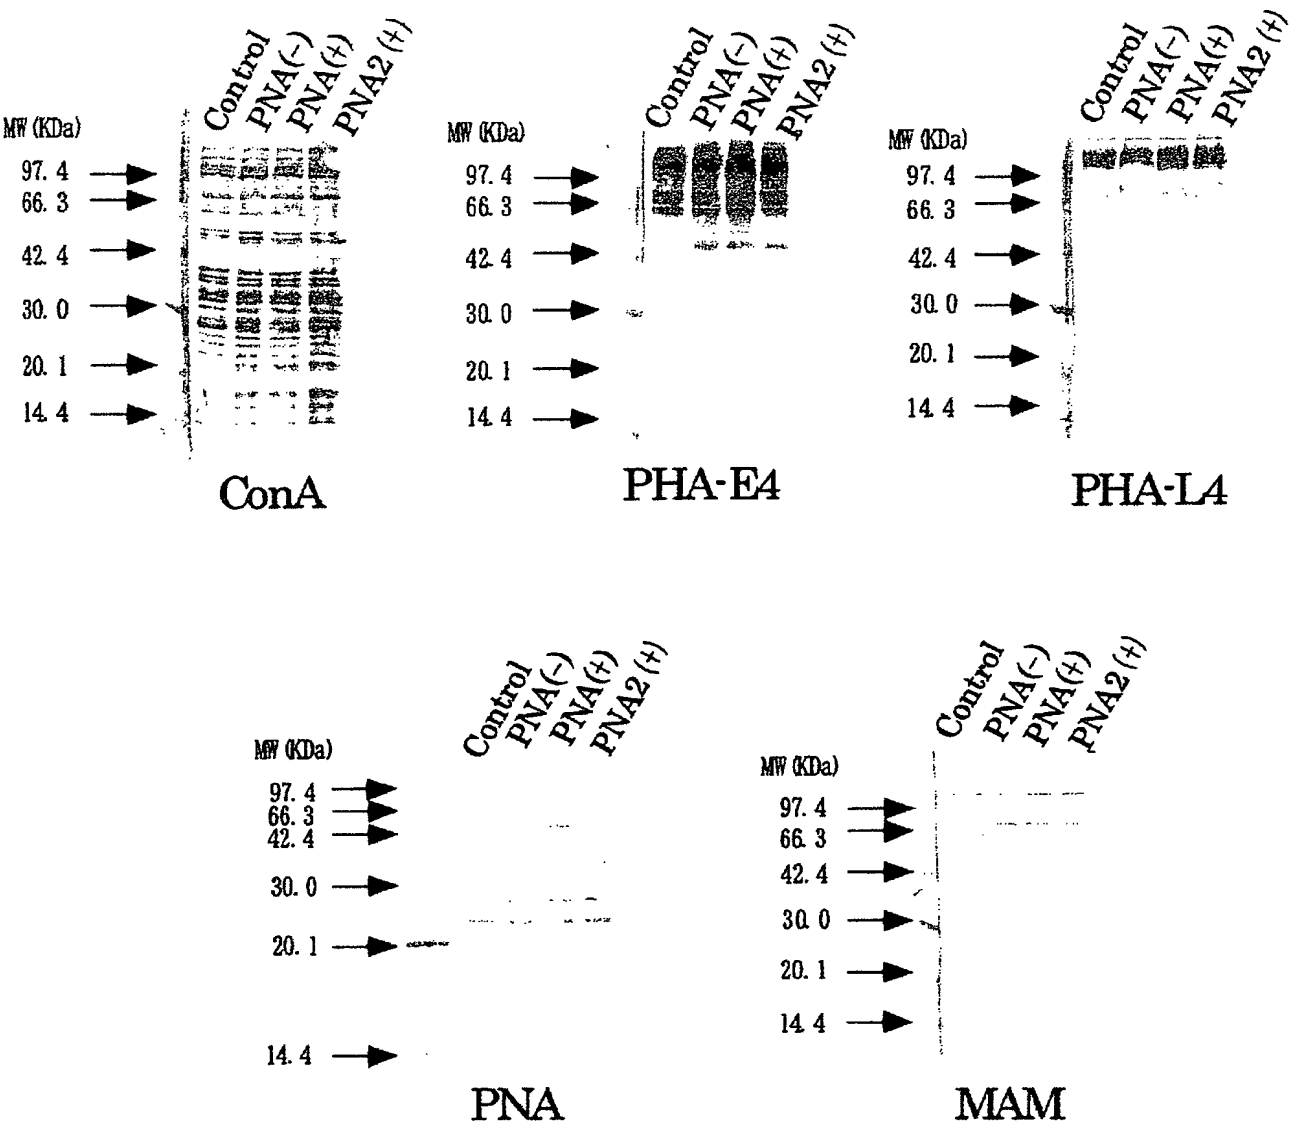 Control PNA(-) PNA(+) PNA2 (+)
MW (KDa)
97. 4
66. 3
42. 4
30. 0
20. 1
14. 4
ConA
Control PNA(-) PNA(+) PNA2 (+)
MW (KDa)
97. 4
66. 3
42. 4
30. 0
20. 1
14. 4
PHA-E4
Control PNA(-) PNA(+) PNA2 (+)
MW (KDa)
97. 4
66. 3
42. 4
30. 0
20. 1
14. 4
PHA-L4
Control PNA(-) PNA(+) PNA2 (+)
MW (KDa)
97. 4
66. 3
42. 4
30. 0
20. 1
14. 4
PNA
Control PNA(-) PNA(+) PNA2 (+)
MW (KDa)
97. 4
66. 3
42. 4
30. 0
20. 1
14. 4
MAM